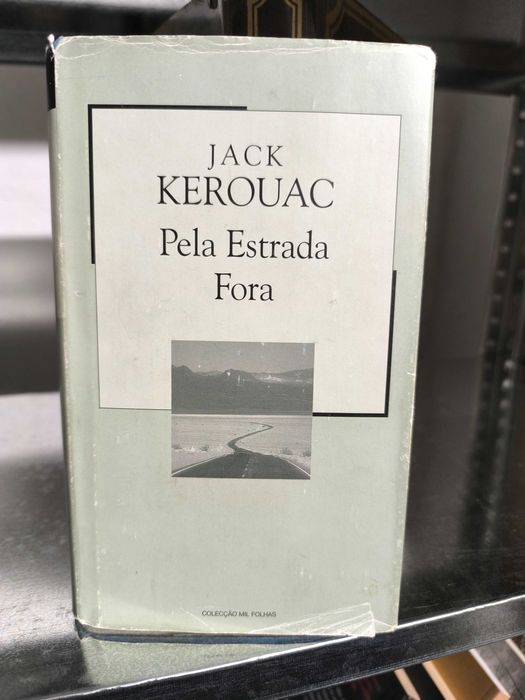 JACK
KEROUAC
Pela Estrada
Fora
COLECÇÃO MIL FOLHAS